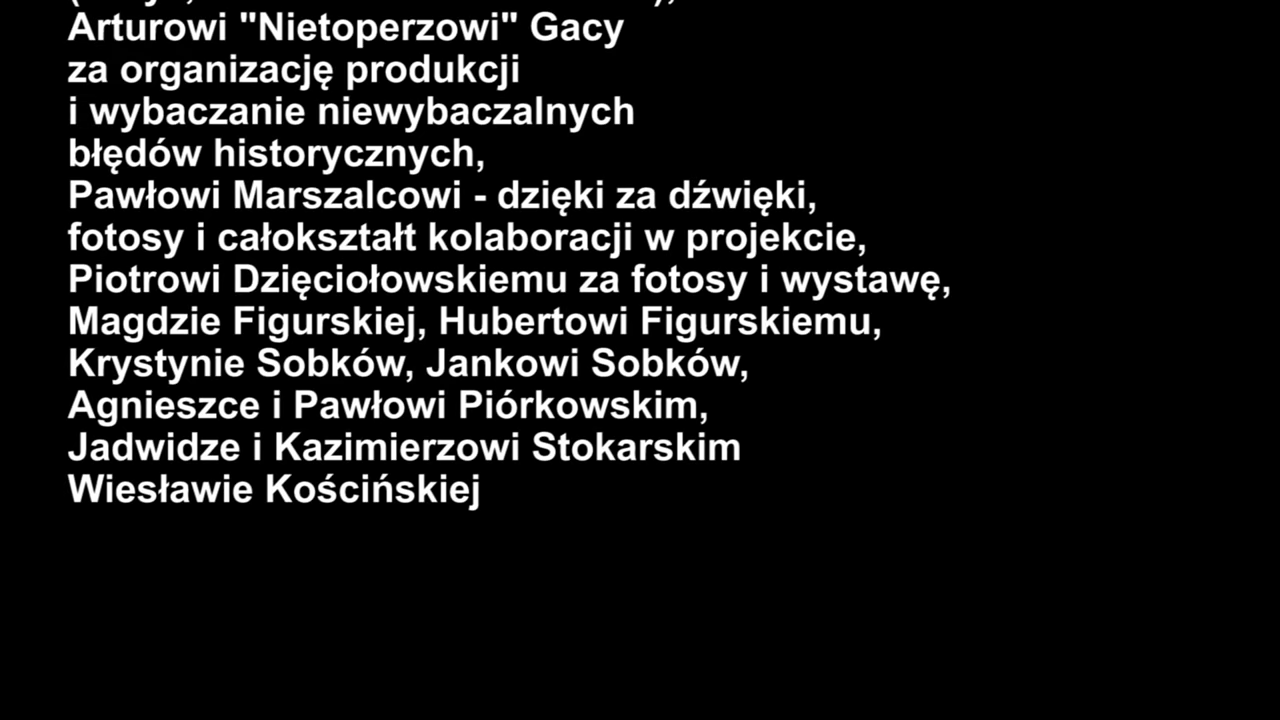 Arturowi "Nietoperzowi" Gacy
za organizację produkcji
i wybaczanie niewybaczalnych
błędów historycznych,
Pawłowi Marszalcowi - dzięki za dźwięki,
fotosy i całokształt kolaboracji w projekcie,
Piotrowi Dzięciołowskiemu za fotosy i wystawę,
Magdzie Figurskiej, Hubertowi Figurskiemu,
Krystynie Sobków, Jankowi Sobków,
Agnieszce i Pawłowi Piórkowskim,
Jadwidze i Kazimierzowi Stokarskim
Wiesławie Kościńskiej